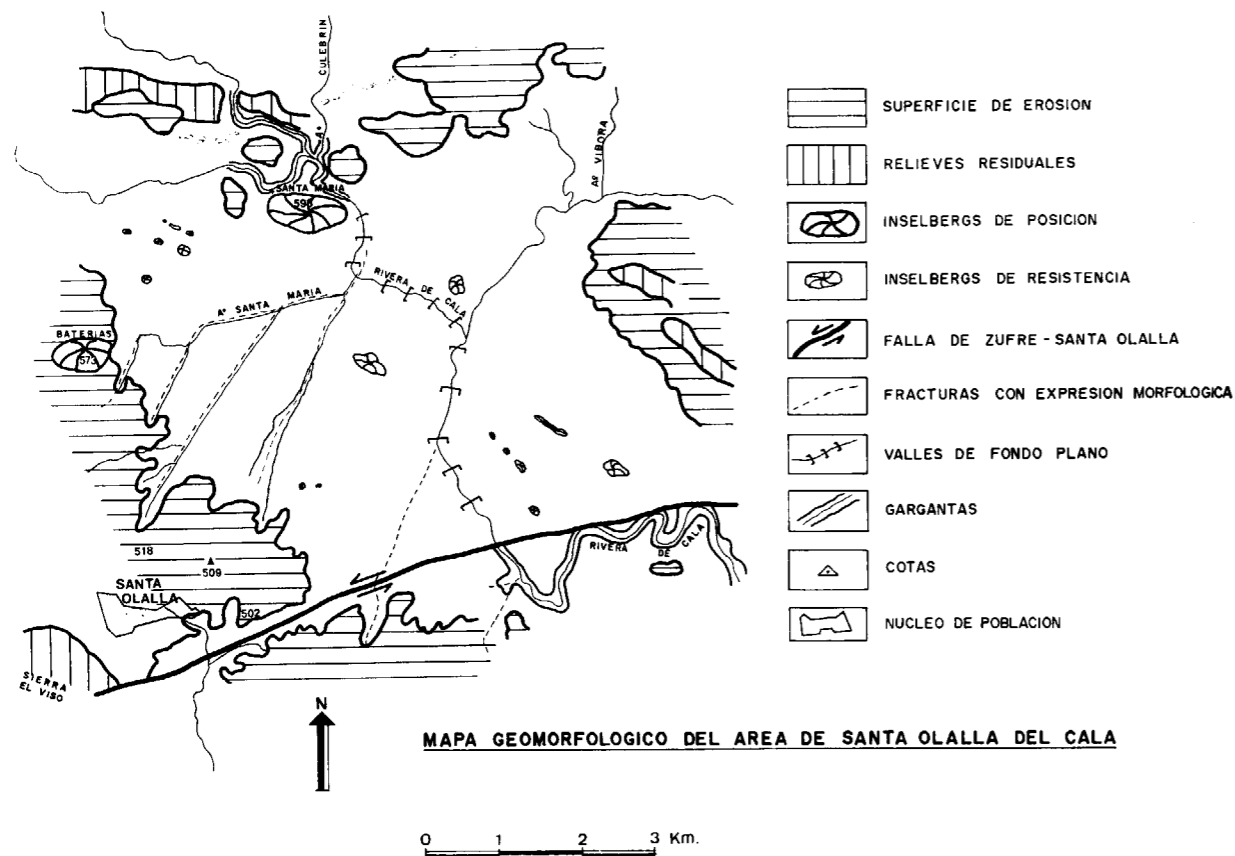 CULEBRIN
Aº
Aº VIBORA
SANTA MARIA
598
RIVERA DE CALA
Aº SANTA MARIA
BATERIAS
573
518
509
SANTA
OLALLA
502
RIVERA DE CALA
SIERRA
EL VISO
N
SUPERFICIE DE EROSION
RELIEVES RESIDUALES
INSELBERGS DE POSICION
INSELBERGS DE RESISTENCIA
FALLA DE ZUFRE - SANTA OLALLA
FRACTURAS CON EXPRESION MORFOLOGICA
VALLES DE FONDO PLANO
GARGANTAS
COTAS
NUCLEO DE POBLACION
MAPA GEOMORFOLOGICO DEL AREA DE SANTA OLALLA DEL CALA
0 1 2 3 Km.